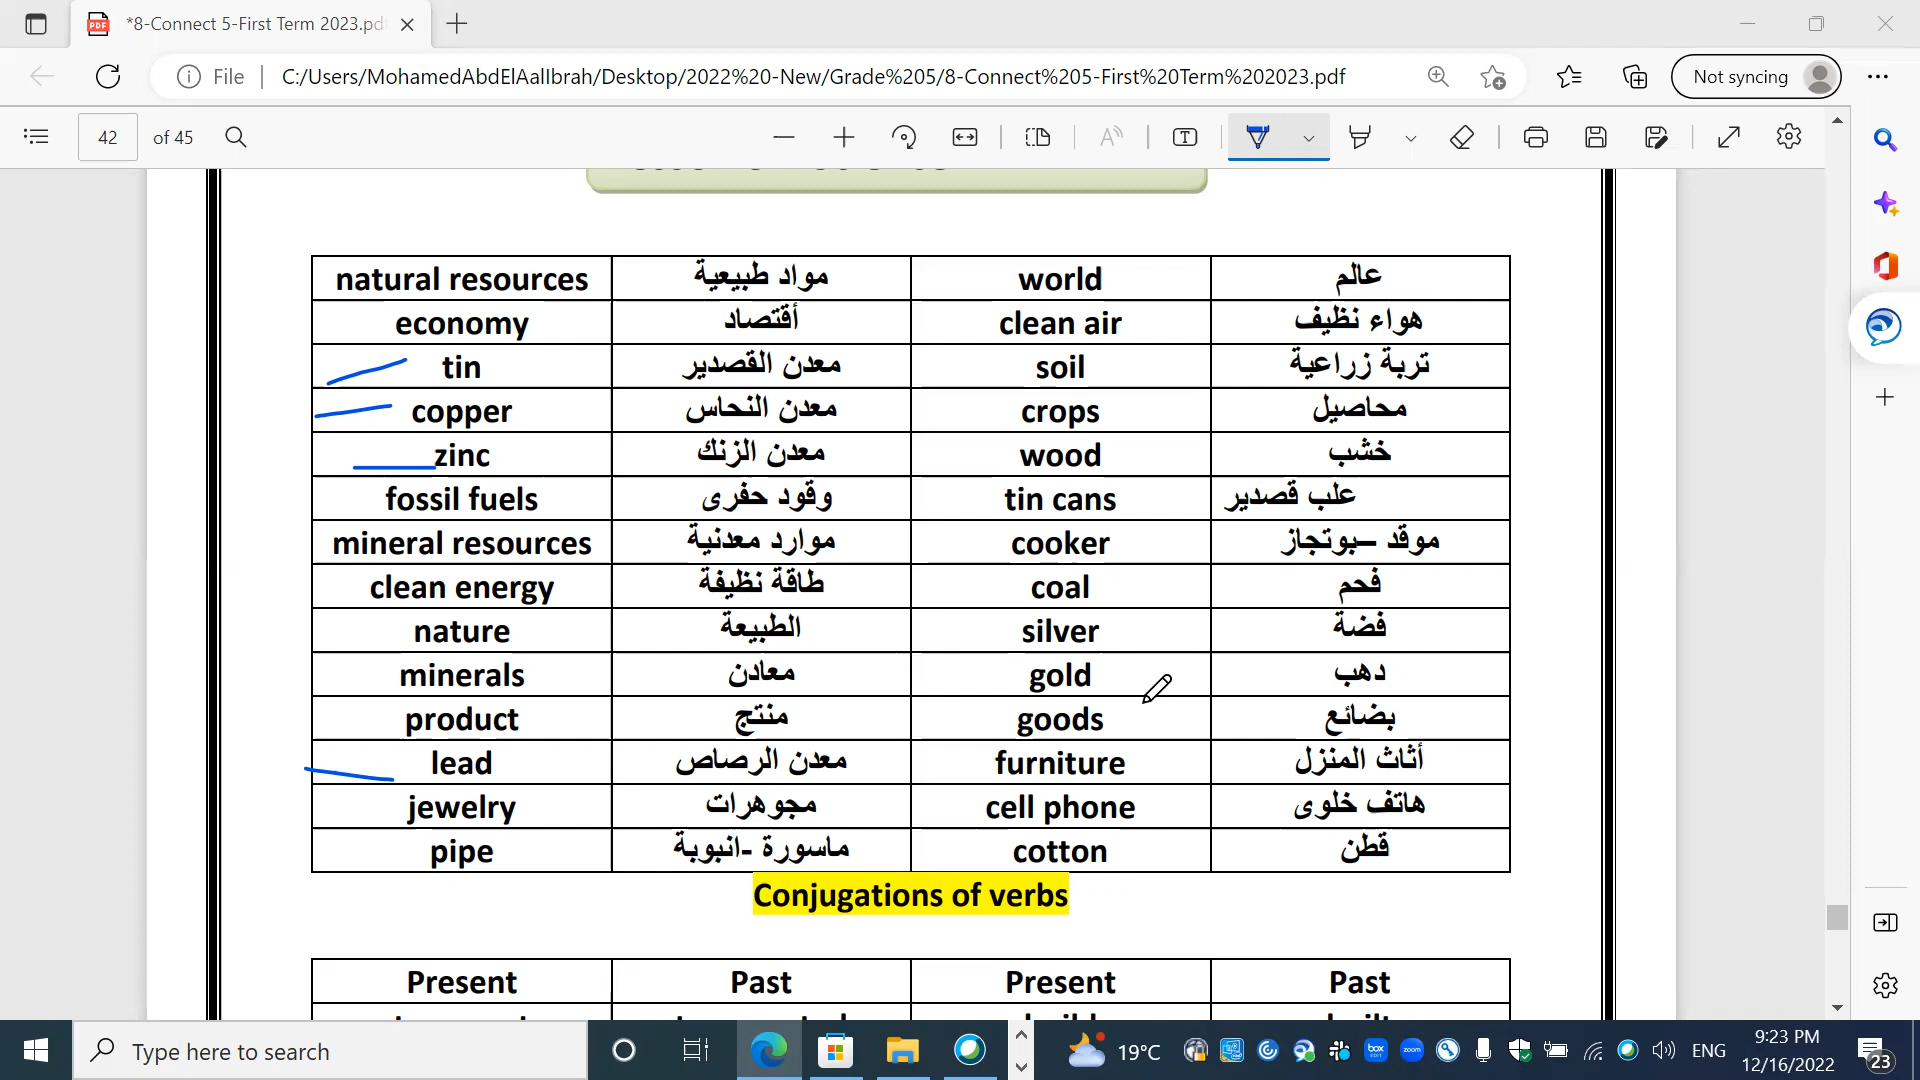 *8-Connect 5-First Term 2023.pdf
File
C:/Users/MohamedAbdElAalIbrah/Desktop/2022%20-New/Grade%205/8-Connect%205-First%20Term%202023.pdf
Not syncing
42 of 45
natural resources مواد طبيعية world عالم
economy أقتصاد clean air هواء نظيف
tin معدن القصدير soil تربة زراعية
copper معدن النحاس crops محاصيل
zinc معدن الزنك wood خشب
fossil fuels وقود حفرى tin cans علب قصدير
mineral resources موارد معدنية cooker موقد –بوتجاز
clean energy طاقة نظيفة coal فحم
nature الطبيعة silver فضة
minerals معادن gold دهب
product منتج goods بضائع
lead معدن الرصاص furniture أثاث المنزل
jewelry مجوهرات cell phone هاتف خلوى
pipe ماسورة -انبوبة cotton قطن
Conjugations of verbs
Present Past Present Past
Type here to search
19°C
ENG
9:23 PM
12/16/2022
23